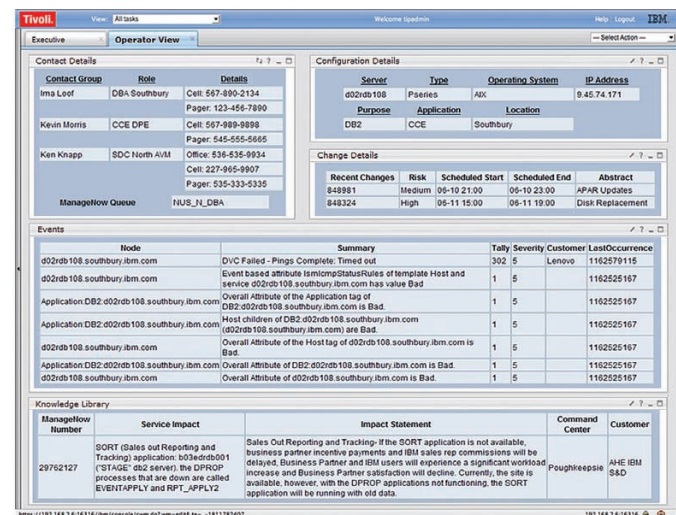 Tivoli. View: All tasks Welcome tipadmin Help Logout IBM.
Executive Operator View -- Select Action --
Contact Details
Contact Group Role Details
Ima Loof DBA Southbury Cell: 567-890-2134
Pager: 123-456-7890
Kevin Morris CCE DPE Cell: 567-989-9898
Pager: 545-555-5665
Ken Knapp SDC North AVM Office: 536-535-9934
Cell: 227-965-9907
Pager: 535-333-5335
ManageNow Queue NUS_N_DBA
Configuration Details
Server Type Operating System IP Address
d02rdb108 Pseries AIX 9.45.74.171
Purpose Application Location
DB2 CCE Southbury
Change Details
Recent Changes Risk Scheduled Start Scheduled End Abstract
848981 Medium 06-10 21:00 06-10 23:00 APAR Updates
848324 High 06-11 15:00 06-11 19:00 Disk Replacement
Events
Node Summary Tally Severity Customer LastOccurrence
d02rdb108.southbury.ibm.com DVC Failed - Pings Complete: Timed out 302 5 Lenovo 1162579115
Event based attribute IsmIcmpStatusRules of template Host and
d02rdb108.southbury.ibm.com service d02rdb108.southbury.ibm.com has value Bad 1 5 1162525167
Overall Attribute of the Application tag of
Application:DB2:d02rdb108.southbury.ibm.com DB2:d02rdb108.southbury.ibm.com is Bad. 1 5 1162525167
Host children of DB2:d02rdb108.southbury.ibm.com
Application:DB2:d02rdb108.southbury.ibm.com (d02rdb108.southbury.ibm.com) are Bad. 1 5 1162525167
Overall Attribute of the Host tag of d02rdb108.southbury.ibm.com is
d02rdb108.southbury.ibm.com Bad. 1 5 1162525167
Application:DB2:d02rdb108.southbury.ibm.com Overall Attribute of DB2:d02rdb108.southbury.ibm.com is Bad. 1 5 1162525167
d02rdb108.southbury.ibm.com Overall Attribute of d02rdb108.southbury.ibm.com is Bad. 1 5 1162525167
Knowledge Library
ManageNow Number Service Impact Impact Statement Command Center Customer
29762127
SORT (Sales out Reporting and
Tracking) application: b03edrdb001
("STAGE" db2 server). the DPROP
processes that are down are called
EVENTAPPLY and RPT_APPLY2
Sales Out Reporting and Tracking- If the SORT application is not available,
business partner incentive payments and IBM sales rep commissions will be
delayed, Business Partner and IBM users will experience a significant workload
increase and Business Partner satisfaction will decline. Currently, the site is
available, however, with the DPROP applications not functioning, the SORT
application will be running with old data.
Poughkeepsie
AHE IBM
S&D